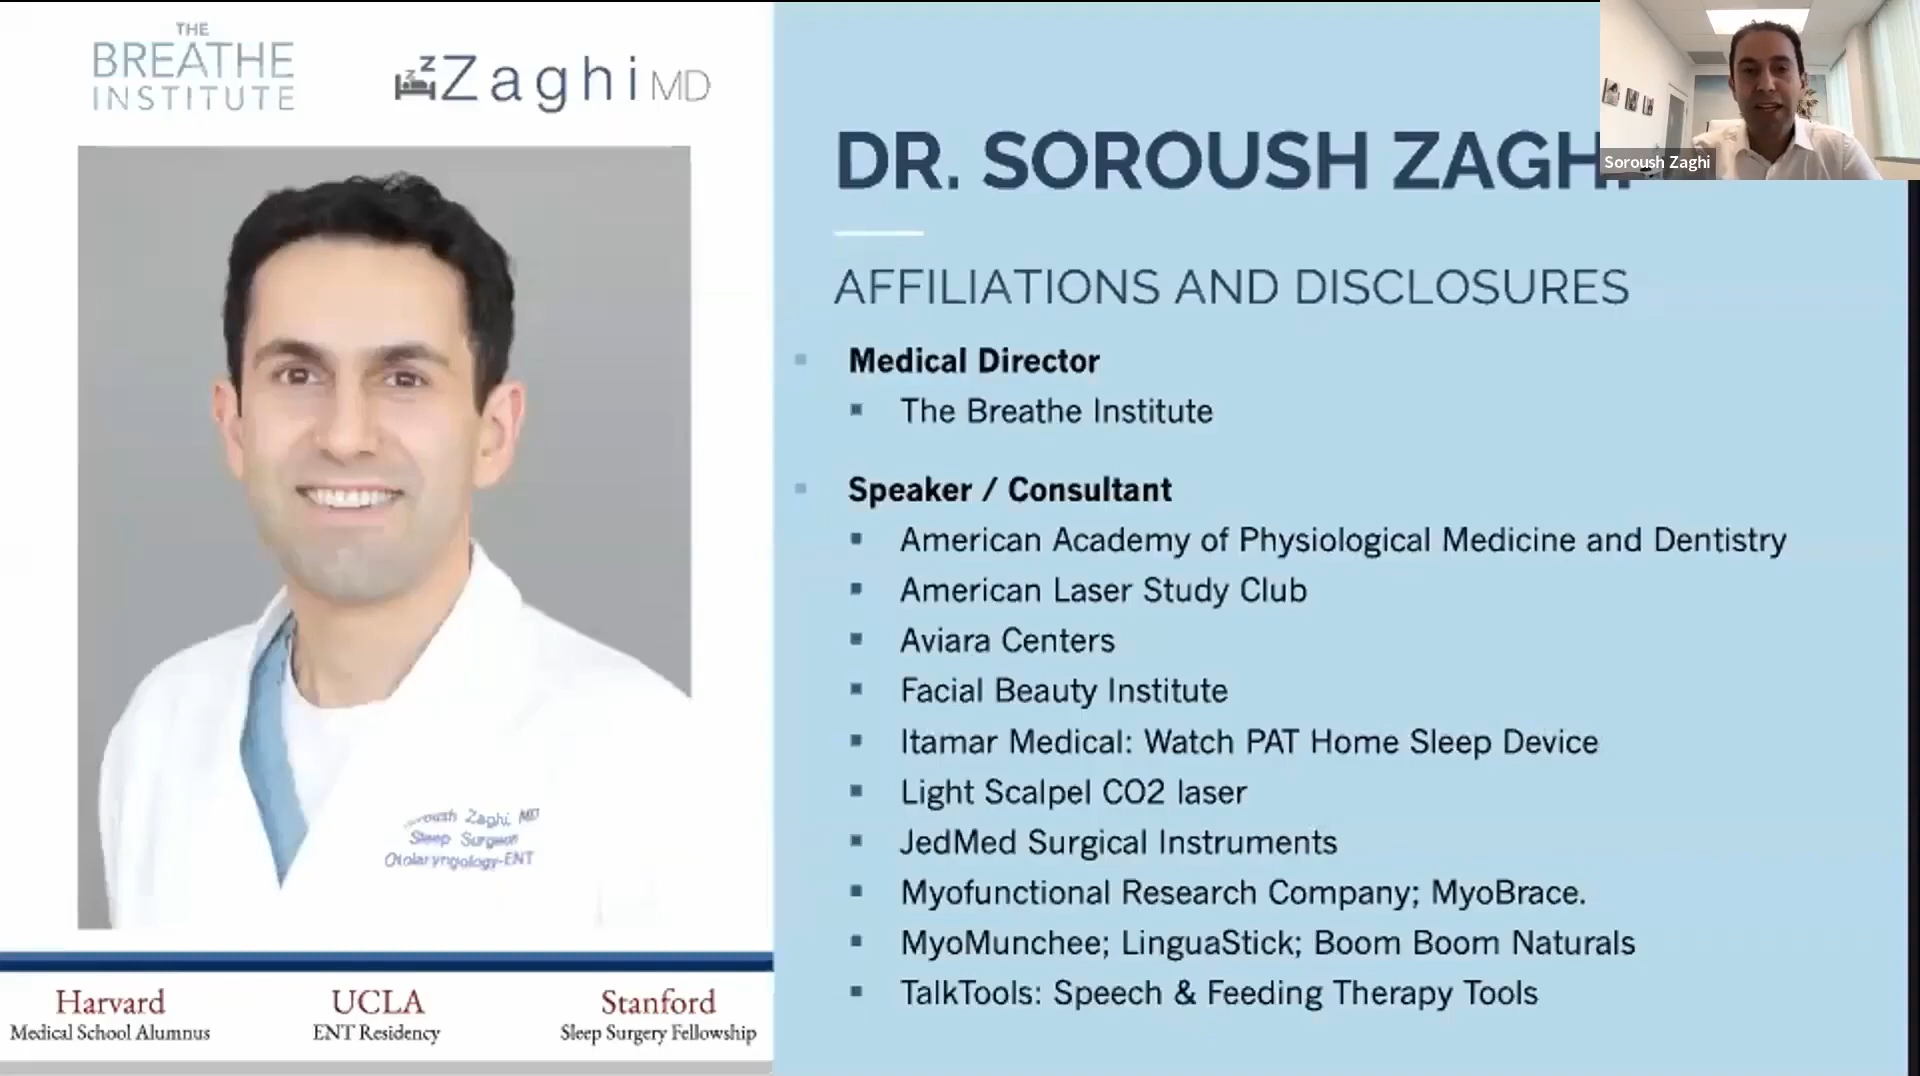 THE
BREATHE
INSTITUTE
zzZaghi MD
DR. SOROUSH ZAGHI
Soroush Zaghi
AFFILIATIONS AND DISCLOSURES
Medical Director
The Breathe Institute
Speaker / Consultant
American Academy of Physiological Medicine and Dentistry
American Laser Study Club
Aviara Centers
Facial Beauty Institute
Itamar Medical: Watch PAT Home Sleep Device
Light Scalpel CO2 laser
JedMed Surgical Instruments
Myofunctional Research Company; MyoBrace.
MyoMunchee; LinguaStick; Boom Boom Naturals
TalkTools: Speech & Feeding Therapy Tools
Soroush Zaghi, MD
Sleep Surgeon
Otolaryngology-ENT
Harvard
Medical School Alumnus
UCLA
ENT Residency
Stanford
Sleep Surgery Fellowship